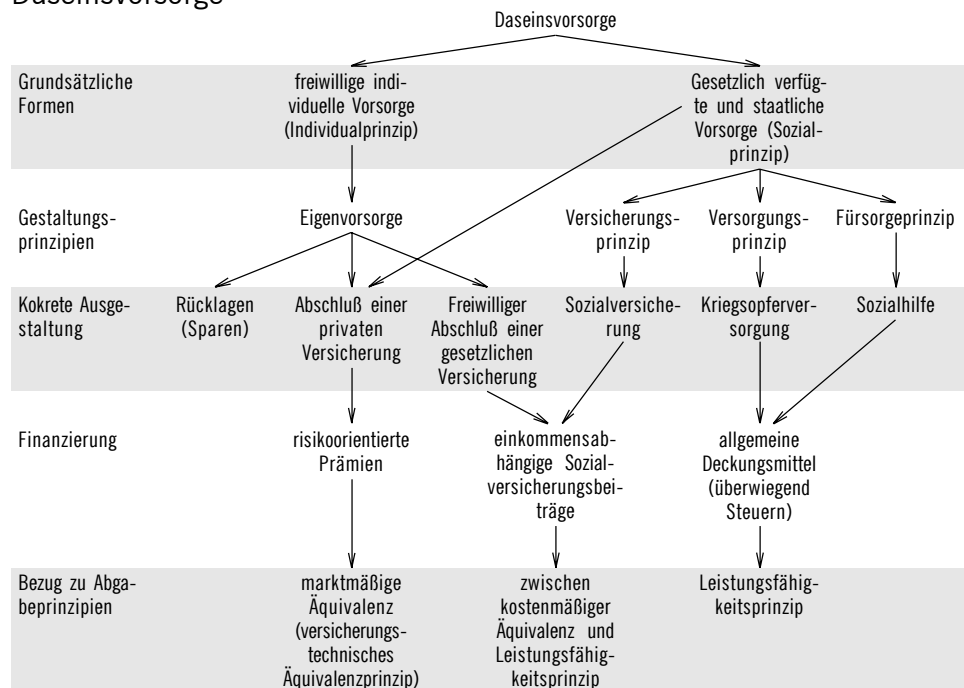 Daseinsvorsorge
Daseinsvorsorge
Grundsätzliche
Formen
freiwillige indi-
viduelle Vorsorge
(Individualprinzip)
Gesetzlich verfüg-
te und staatliche
Vorsorge (Sozial-
prinzip)
Gestaltungs-
prinzipien
Eigenvorsorge
Versicherungs-
prinzip
Versorgungs-
prinzip
Fürsorgeprinzip
Kokrete Ausge-
staltung
Rücklagen
(Sparen)
Abschluß einer
privaten
Versicherung
Freiwilliger
Abschluß einer
gesetzlichen
Versicherung
Sozialversiche-
rung
Kriegsopferver-
sorgung
Sozialhilfe
Finanzierung
risikoorientierte
Prämien
einkommensab-
hängige Sozial-
versicherungsbei-
träge
allgemeine
Deckungsmittel
(überwiegend
Steuern)
Bezug zu Abga-
beprinzipien
marktmäßige
Äquivalenz
(versicherungs-
technisches
Äquivalenzprinzip)
zwischen
kostenmäßiger
Äquivalenz und
Leistungsfähig-
keitsprinzip
Leistungsfähig-
keitsprinzip